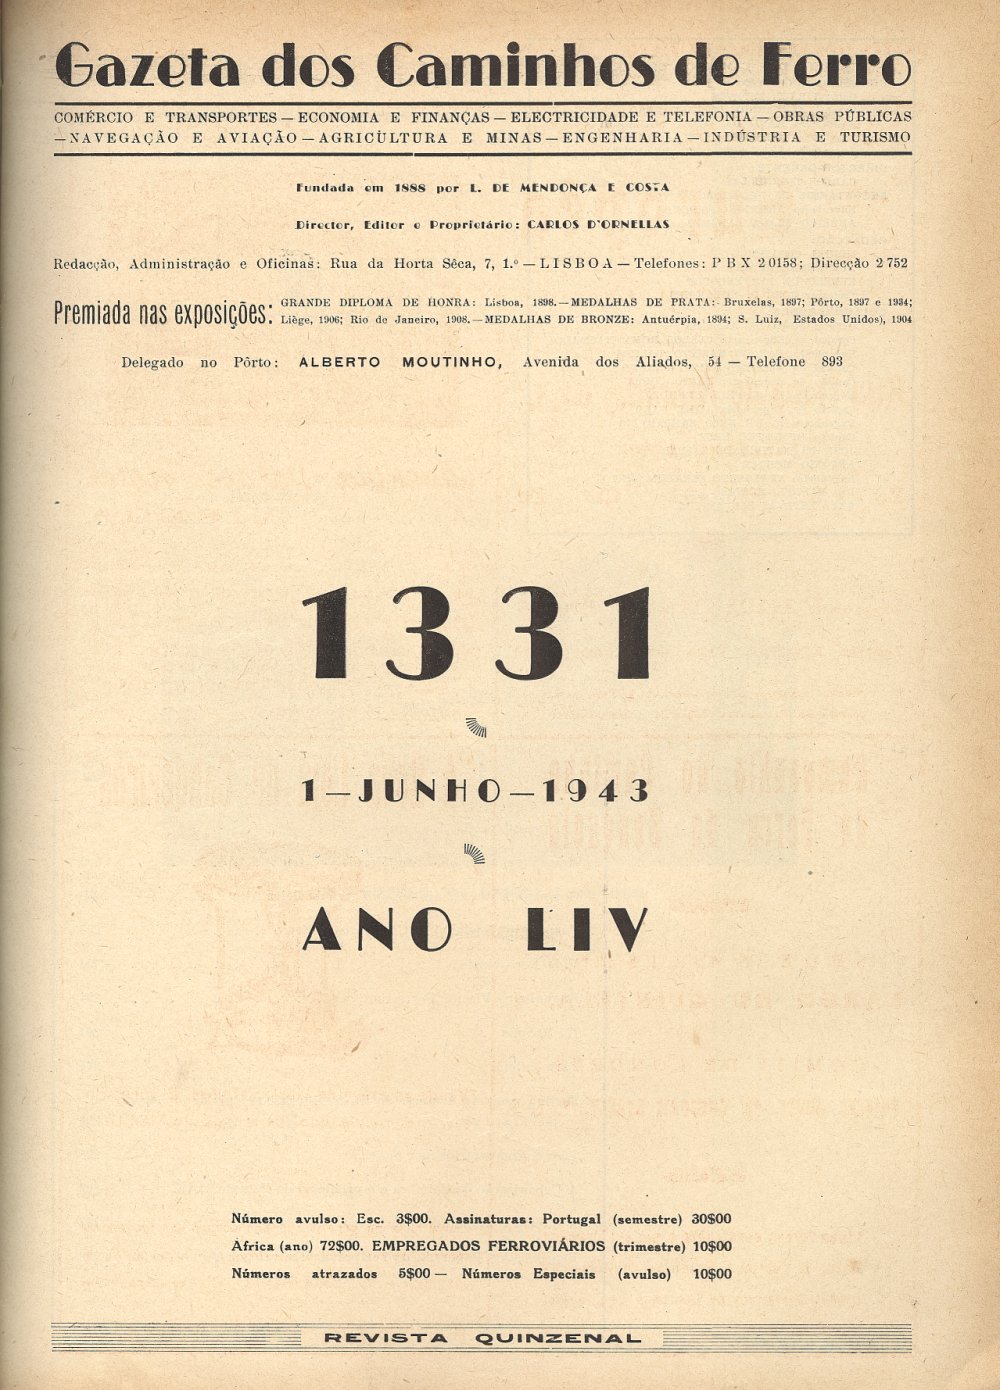 Gazeta dos Caminhos de Ferro
COMÉRCIO E TRANSPORTES — ECONOMIA E FINANÇAS — ELECTRICIDADE E TELEFONIA — OBRAS PÚBLICAS
— NAVEGAÇÃO E AVIAÇÃO — AGRICULTURA E MINAS — ENGENHARIA — INDÚSTRIA E TURISMO
Fundada em 1888 por L. DE MENDONÇA E COSTA
Director, Editor e Proprietário: CARLOS D'ORNELLAS
Redacção, Administração e Oficinas: Rua da Horta Sêca, 7, 1.º — LISBOA — Telefones: P B X 20158; Direcção 2752
Premiada nas exposições:
GRANDE DIPLOMA DE HONRA: Lisboa, 1898. — MEDALHAS DE PRATA: Bruxelas, 1897; Pôrto, 1897 e 1934;
Liège, 1906; Rio de Janeiro, 1908. — MEDALHAS DE BRONZE: Antuérpia, 1894; S. Luiz, Estados Unidos), 1904
Delegado no Pôrto: ALBERTO MOUTINHO, Avenida dos Aliados, 54 — Telefone 893
1331
1—JUNHO—1943
ANO LIV
Número avulso: Esc. 3$00. Assinaturas: Portugal (semestre) 30$00
África (ano) 72$00. EMPREGADOS FERROVIÁRIOS (trimestre) 10$00
Números atrazados 5$00 — Números Especiais (avulso) 10$00
REVISTA QUINZENAL